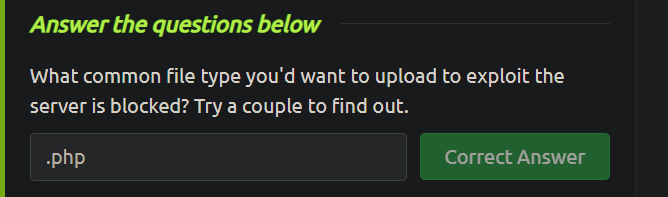 Answer the questions below
What common file type you'd want to upload to exploit the
server is blocked? Try a couple to find out.
.php
Correct Answer